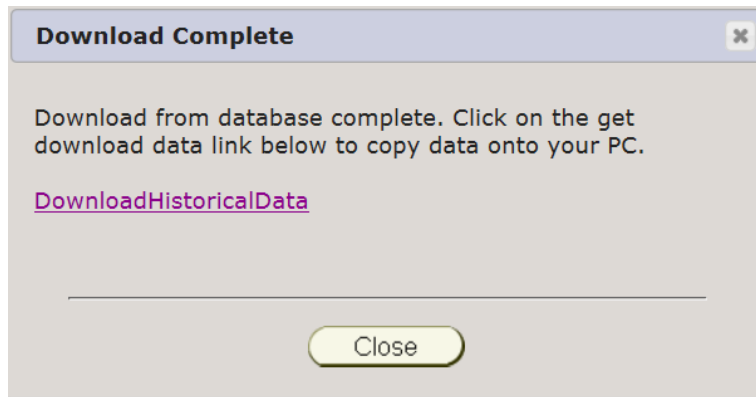 Download Complete
Download from database complete. Click on the get
download data link below to copy data onto your PC.
DownloadHistoricalData
Close